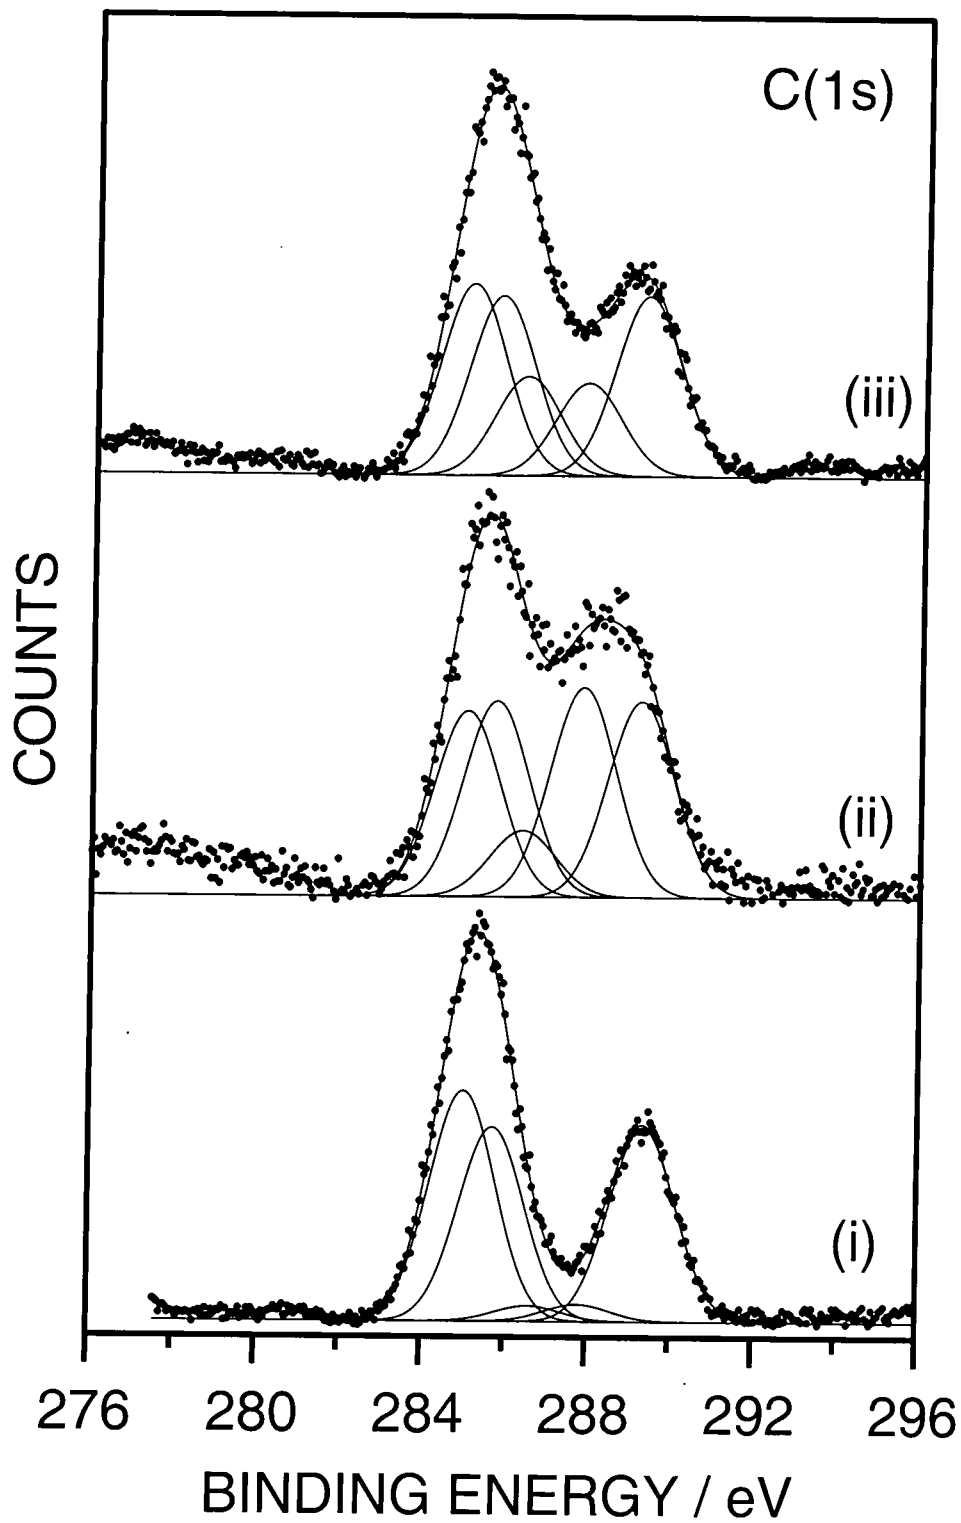 C(1s)
(iii)
COUNTS
(ii)
(i)
276 280 284 288 292 296
BINDING ENERGY / eV